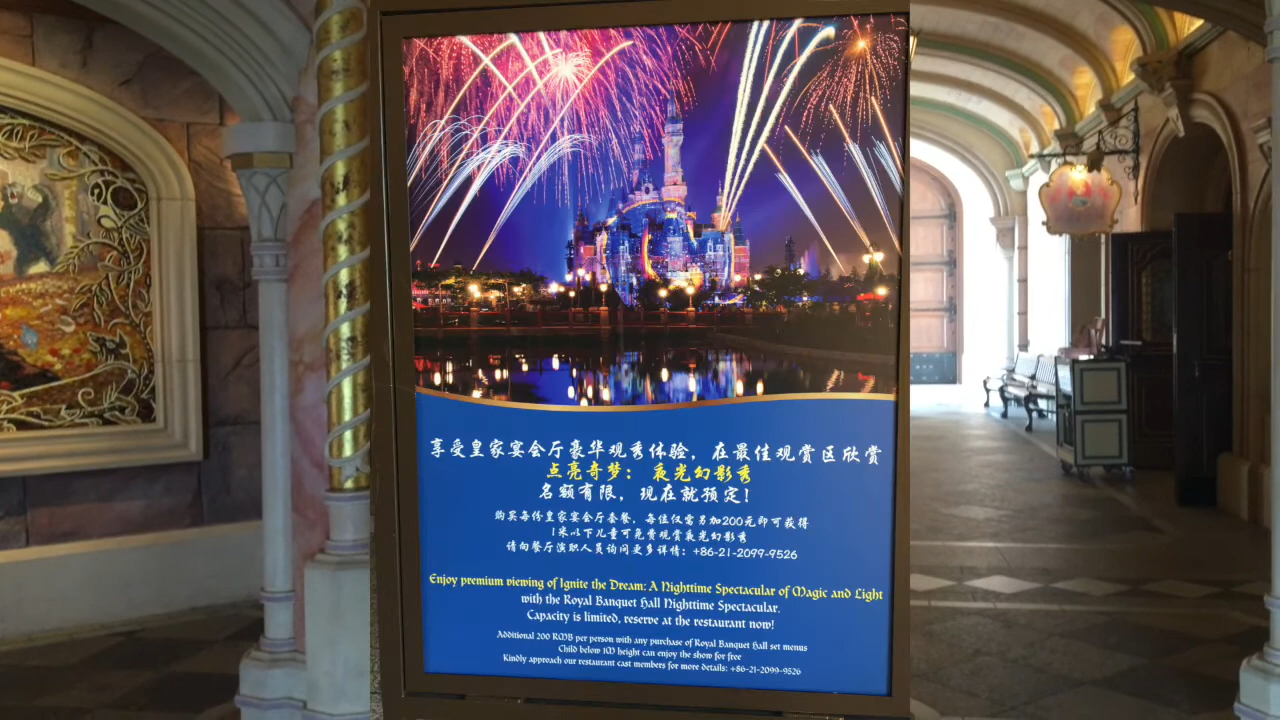 享受皇家宴会厅豪华观秀体验，在最佳观赏区欣赏
点亮奇梦：夜光幻影秀
名额有限，现在就预定！
购买每份皇家宴会厅套餐，每位仅需另加200元即可获得
1米以下儿童可免费观赏夜光幻影秀
请向餐厅演职人员询问更多详情：+86-21-2099-9526
Enjoy premium viewing of Ignite the Dream: A Nighttime Spectacular of Magic and Light
with the Royal Banquet Hall Nighttime Spectacular.
Capacity is limited, reserve at the restaurant now!
Additional 200 RMB per person with any purchase of Royal Banquet Hall set menus
Child below 1M height can enjoy the show for free
Kindly approach our restaurant cast members for more details: +86-21-2099-9526